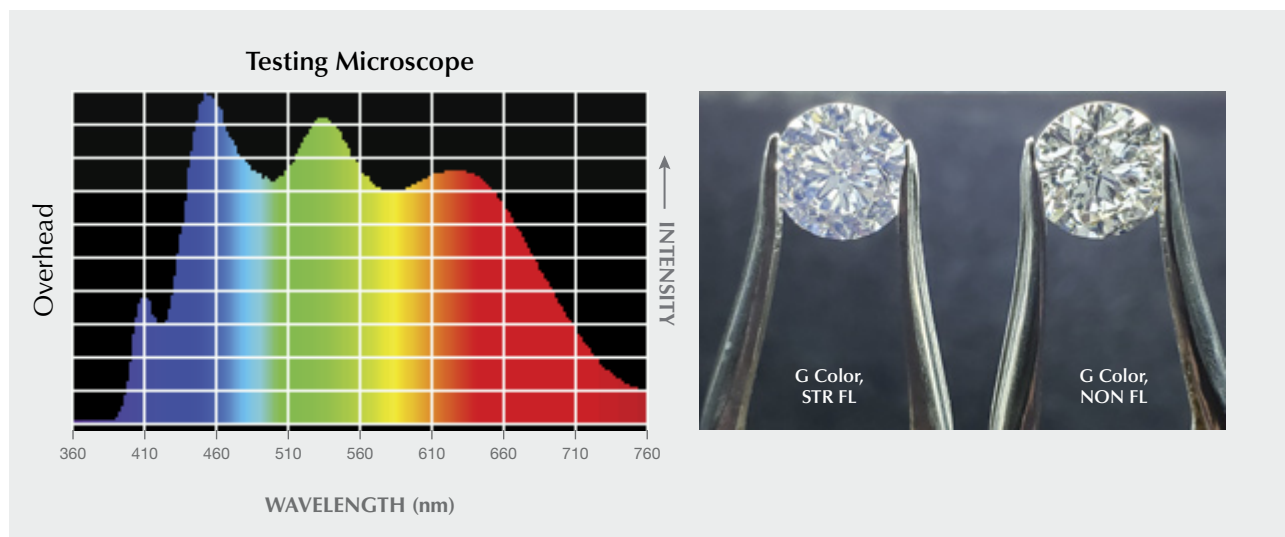 Testing Microscope
Overhead
INTENSITY
360 410 460 510 560 610 660 710 760
WAVELENGTH (nm)
G Color,
STR FL
G Color,
NON FL